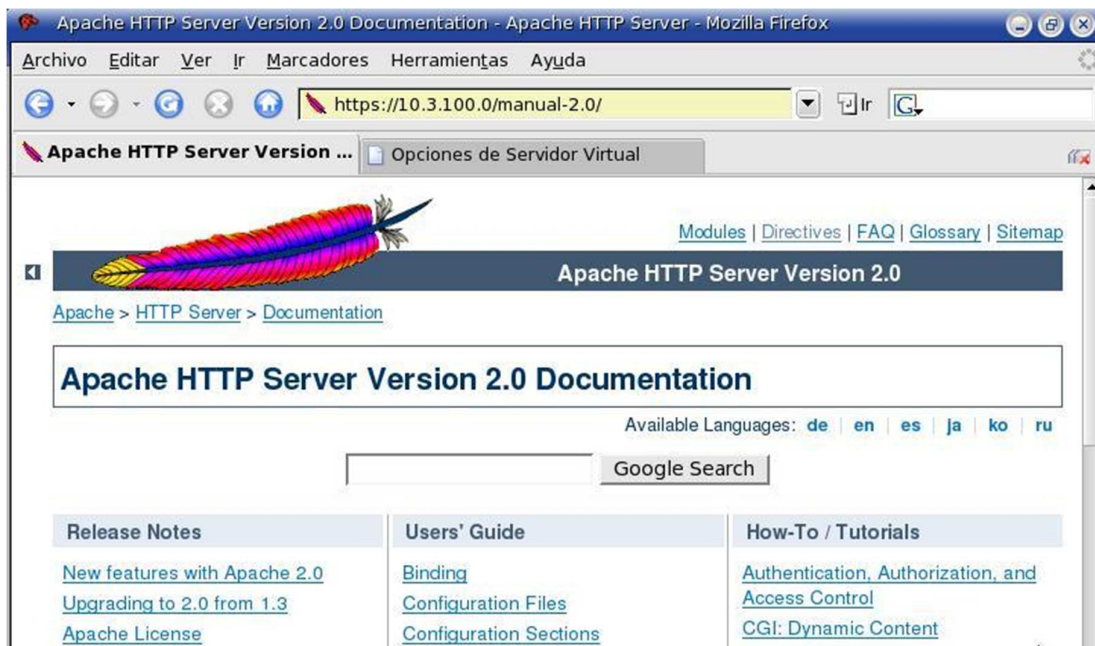 Apache HTTP Server Version 2.0 Documentation - Apache HTTP Server - Mozilla Firefox
Archivo Editar Ver Ir Marcadores Herramientas Ayuda
https://10.3.100.0/manual-2.0/ Ir G
Apache HTTP Server Version ... Opciones de Servidor Virtual
Modules | Directives | FAQ | Glossary | Sitemap
Apache HTTP Server Version 2.0
Apache > HTTP Server > Documentation
Apache HTTP Server Version 2.0 Documentation
Available Languages: de | en | es | ja | ko | ru
Google Search
Release Notes Users' Guide How-To / Tutorials
New features with Apache 2.0 Binding Authentication, Authorization, and
Upgrading to 2.0 from 1.3 Configuration Files Access Control
Apache License Configuration Sections CGI: Dynamic Content